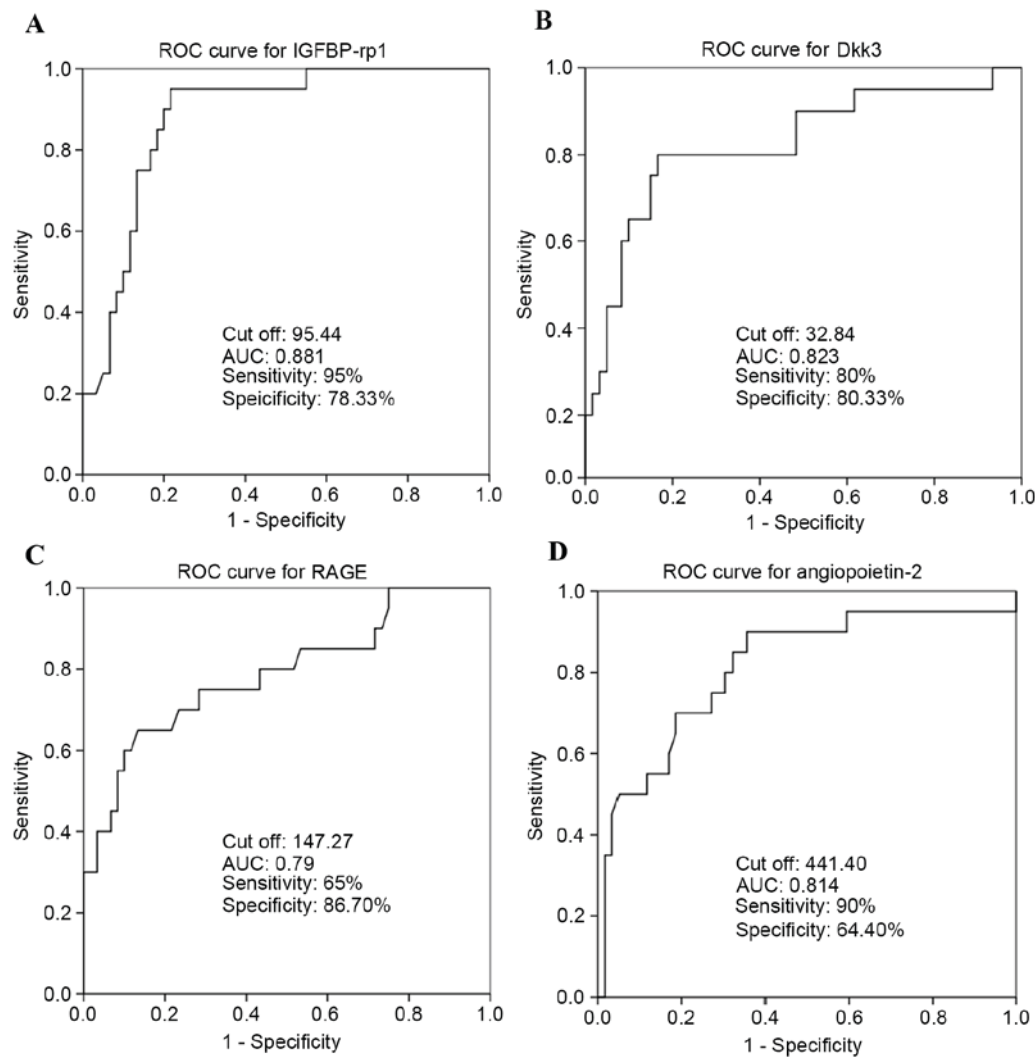 A
ROC curve for IGFBP-rp1
1.0
0.8
0.6
0.4
0.2
0.0
Sensitivity
Cut off: 95.44
AUC: 0.881
Sensitivity: 95%
Speicificity: 78.33%
0.0 0.2 0.4 0.6 0.8 1.0
1 - Specificity
B
ROC curve for Dkk3
1.0
0.8
0.6
0.4
0.2
0.0
Sensitivity
Cut off: 32.84
AUC: 0.823
Sensitivity: 80%
Specificity: 80.33%
0.0 0.2 0.4 0.6 0.8 1.0
1 - Specificity
C
ROC curve for RAGE
1.0
0.8
0.6
0.4
0.2
0.0
Sensitivity
Cut off: 147.27
AUC: 0.79
Sensitivity: 65%
Specificity: 86.70%
0.0 0.2 0.4 0.6 0.8 1.0
1 - Specificity
D
ROC curve for angiopoietin-2
1.0
0.8
0.6
0.4
0.2
0.0
Sensitivity
Cut off: 441.40
AUC: 0.814
Sensitivity: 90%
Specificity: 64.40%
0.0 0.2 0.4 0.6 0.8 1.0
1 - Specificity